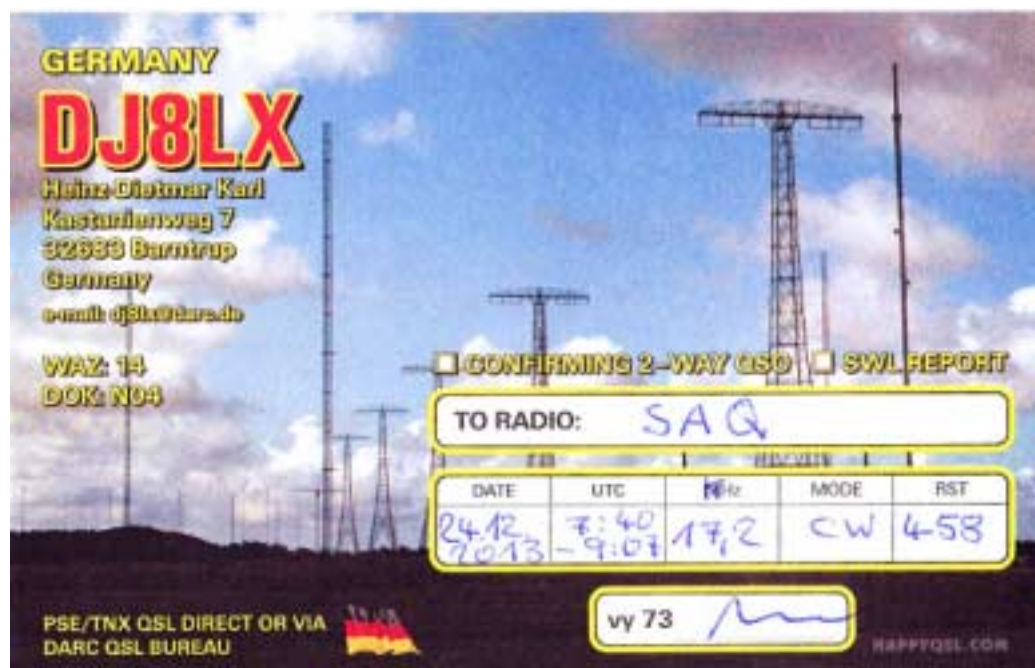 GERMANY
DJ8LX
Heinz-Dietmar Karl
Kastanienweg 7
32683 Barntrup
Germany
e-mail: dj8lx@darc.de
WAZ: 14
DOK: N04
CONFIRMING 2-WAY QSO SWL REPORT
TO RADIO: SAQ
DATE UTC Hz MODE RST
24.12. 7:40 17,2 CW 458
2013 - 9:07
PSE/TNX QSL DIRECT OR VIA
DARC QSL BUREAU
vy 73
HAPPYQSL.COM